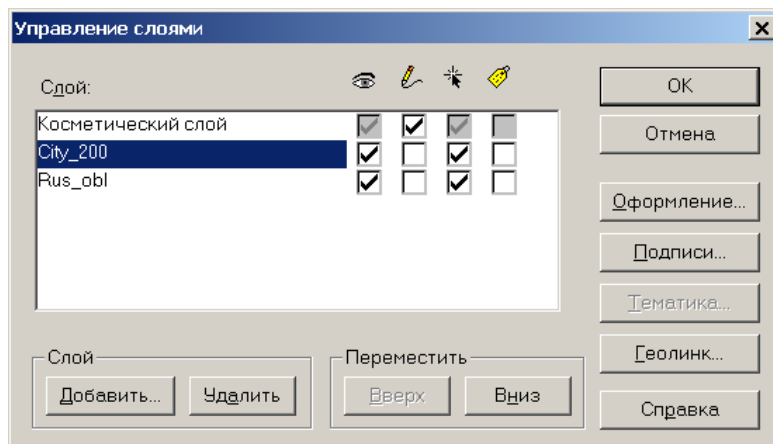 Управление слоями
Слой:
Косметический слой
City_200
Rus_obl
OK
Отмена
Оформление...
Подписи...
Тематика...
Геолинк...
Справка
Слой
Добавить...
Удалить
Переместить
Вверх
Вниз